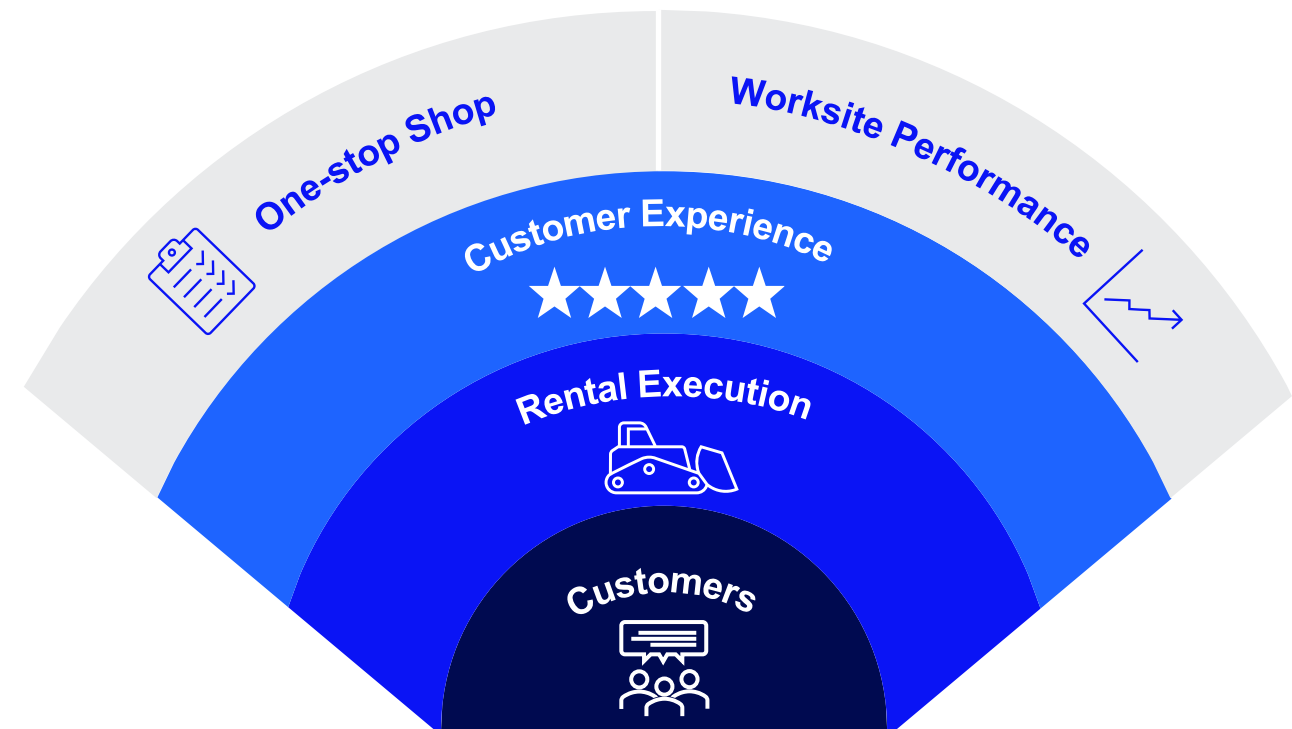 One-stop Shop
Worksite Performance
Customer Experience
Rental Execution
Customers